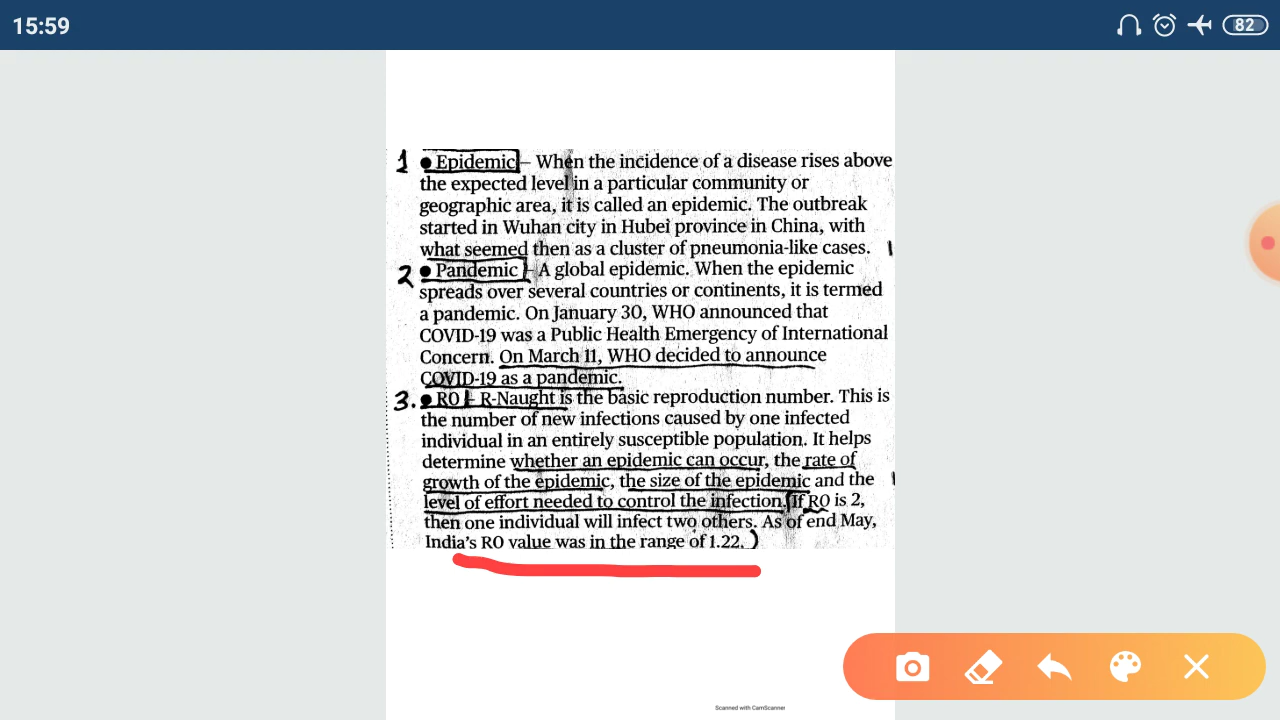 15:59
82
1 ● Epidemic – When the incidence of a disease rises above
the expected level in a particular community or
geographic area, it is called an epidemic. The outbreak
started in Wuhan city in Hubei province in China, with
what seemed then as a cluster of pneumonia-like cases.
2 ● Pandemic – A global epidemic. When the epidemic
spreads over several countries or continents, it is termed
a pandemic. On January 30, WHO announced that
COVID-19 was a Public Health Emergency of International
Concern. On March 11, WHO decided to announce
COVID-19 as a pandemic.
3. ● RO – R-Naught is the basic reproduction number. This is
the number of new infections caused by one infected
individual in an entirely susceptible population. It helps
determine whether an epidemic can occur, the rate of
growth of the epidemic, the size of the epidemic and the
level of effort needed to control the infection. (If RO is 2,
then one individual will infect two others. As of end May,
India's RO value was in the range of 1.22.)
Scanned with CamScanner